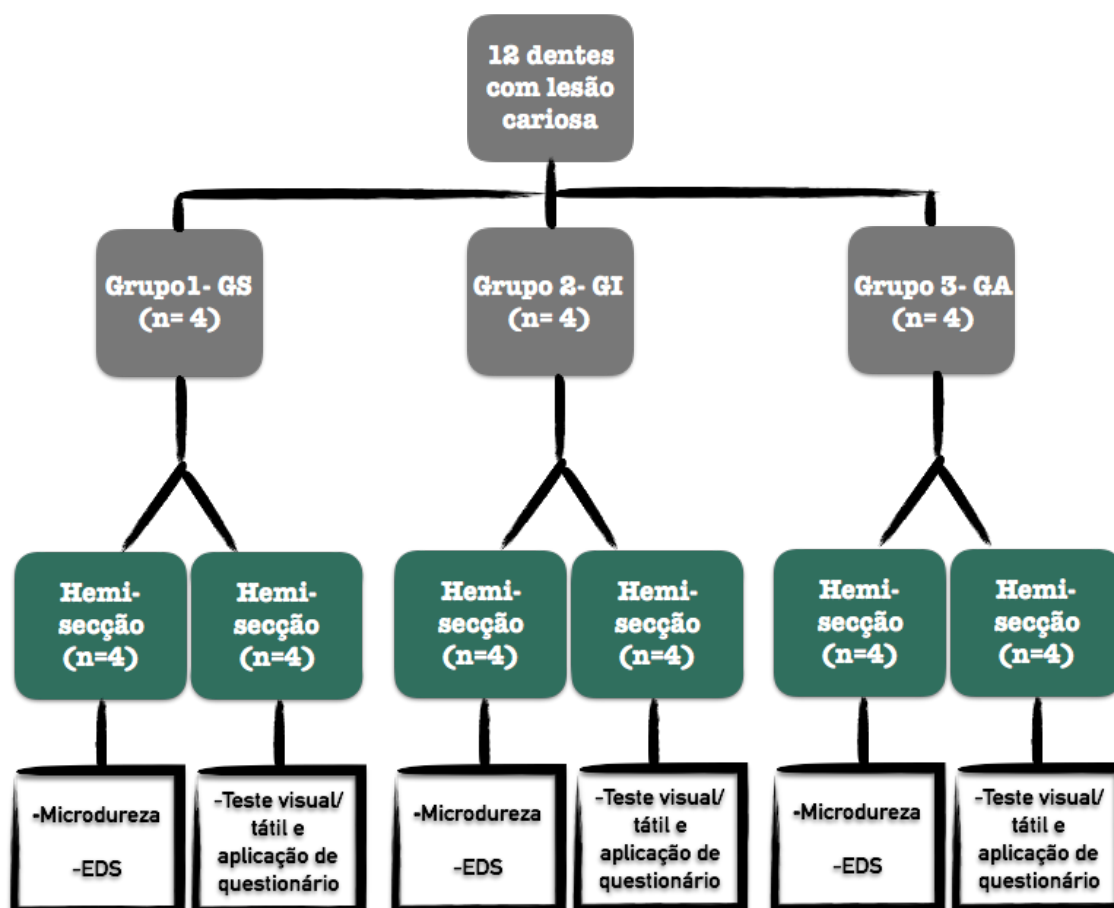 12 dentes
com lesão
cariosa
Grupo1- GS
(n= 4)
Grupo 2- GI
(n= 4)
Grupo 3- GA
(n= 4)
Hemi-
secção
(n=4)
Hemi-
secção
(n=4)
Hemi-
secção
(n=4)
Hemi-
secção
(n=4)
Hemi-
secção
(n=4)
Hemi-
secção
(n=4)
-Microdureza
-EDS
-Teste visual/
tátil e
aplicação de
questionário
-Microdureza
-EDS
-Teste visual/
tátil e
aplicação de
questionário
-Microdureza
-EDS
-Teste visual/
tátil e
aplicação de
questionário